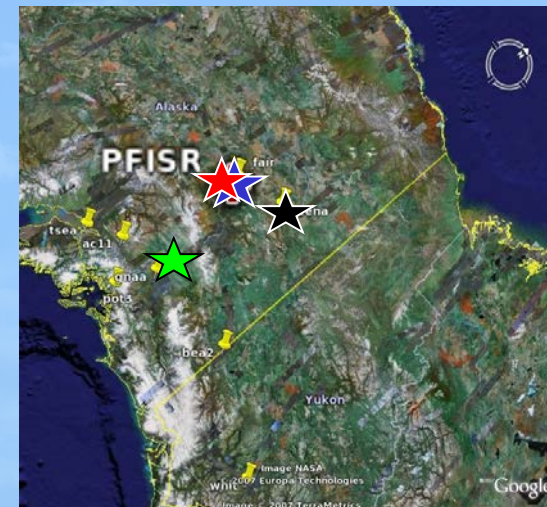 Alaska
PFISR
fair
ena
tsea
ac11
gnaa
pot3
bea2
Yukon
whit
Image NASA
2007 Europa Technologies
Image © 2007 TerraMetrics
Google